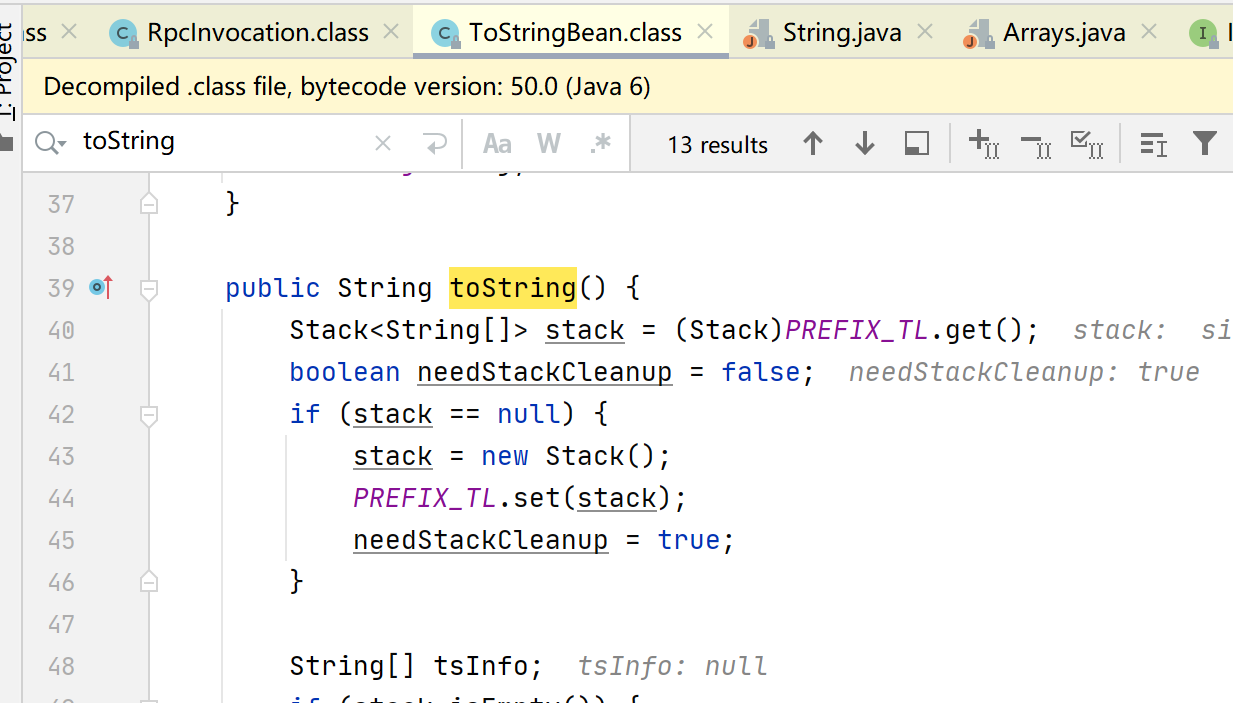 ss RpcInvocation.class ToStringBean.class String.java Arrays.java
1: Project
Decompiled .class file, bytecode version: 50.0 (Java 6)
toString Aa W .* 13 results
37 }
38
39 public String toString() {
40 Stack<String[]> stack = (Stack)PREFIX_TL.get(); stack: si
41 boolean needStackCleanup = false; needStackCleanup: true
42 if (stack == null) {
43 stack = new Stack();
44 PREFIX_TL.set(stack);
45 needStackCleanup = true;
46 }
47
48 String[] tsInfo; tsInfo: null